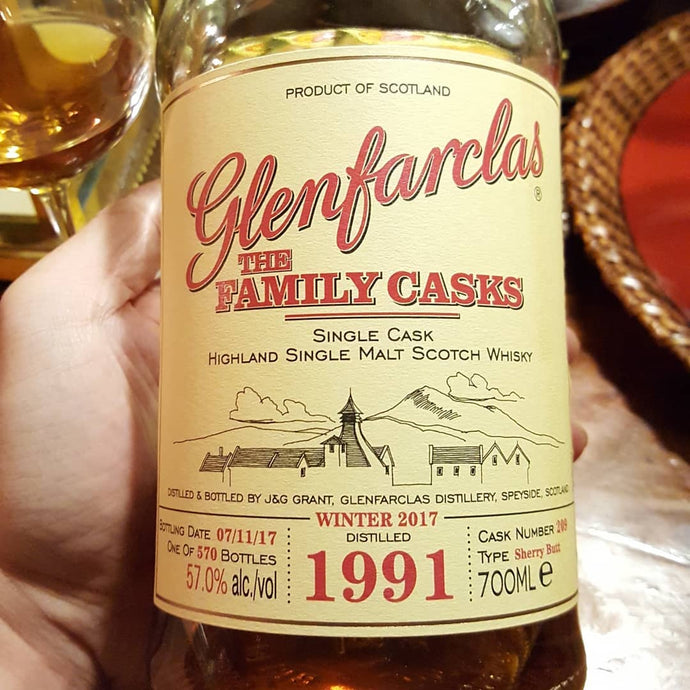 PRODUCT OF SCOTLAND
Glenfarclas®
THE
FAMILY CASKS
SINGLE CASK
HIGHLAND SINGLE MALT SCOTCH WHISKY
DISTILLED & BOTTLED BY J&G GRANT, GLENFARCLAS DISTILLERY, SPEYSIDE, SCOTLAND
BOTTLING DATE 07/11/17
ONE OF 570 BOTTLES
57.0% alc./vol
WINTER 2017
DISTILLED
1991
CASK NUMBER 209
TYPE Sherry Butt
700ML e